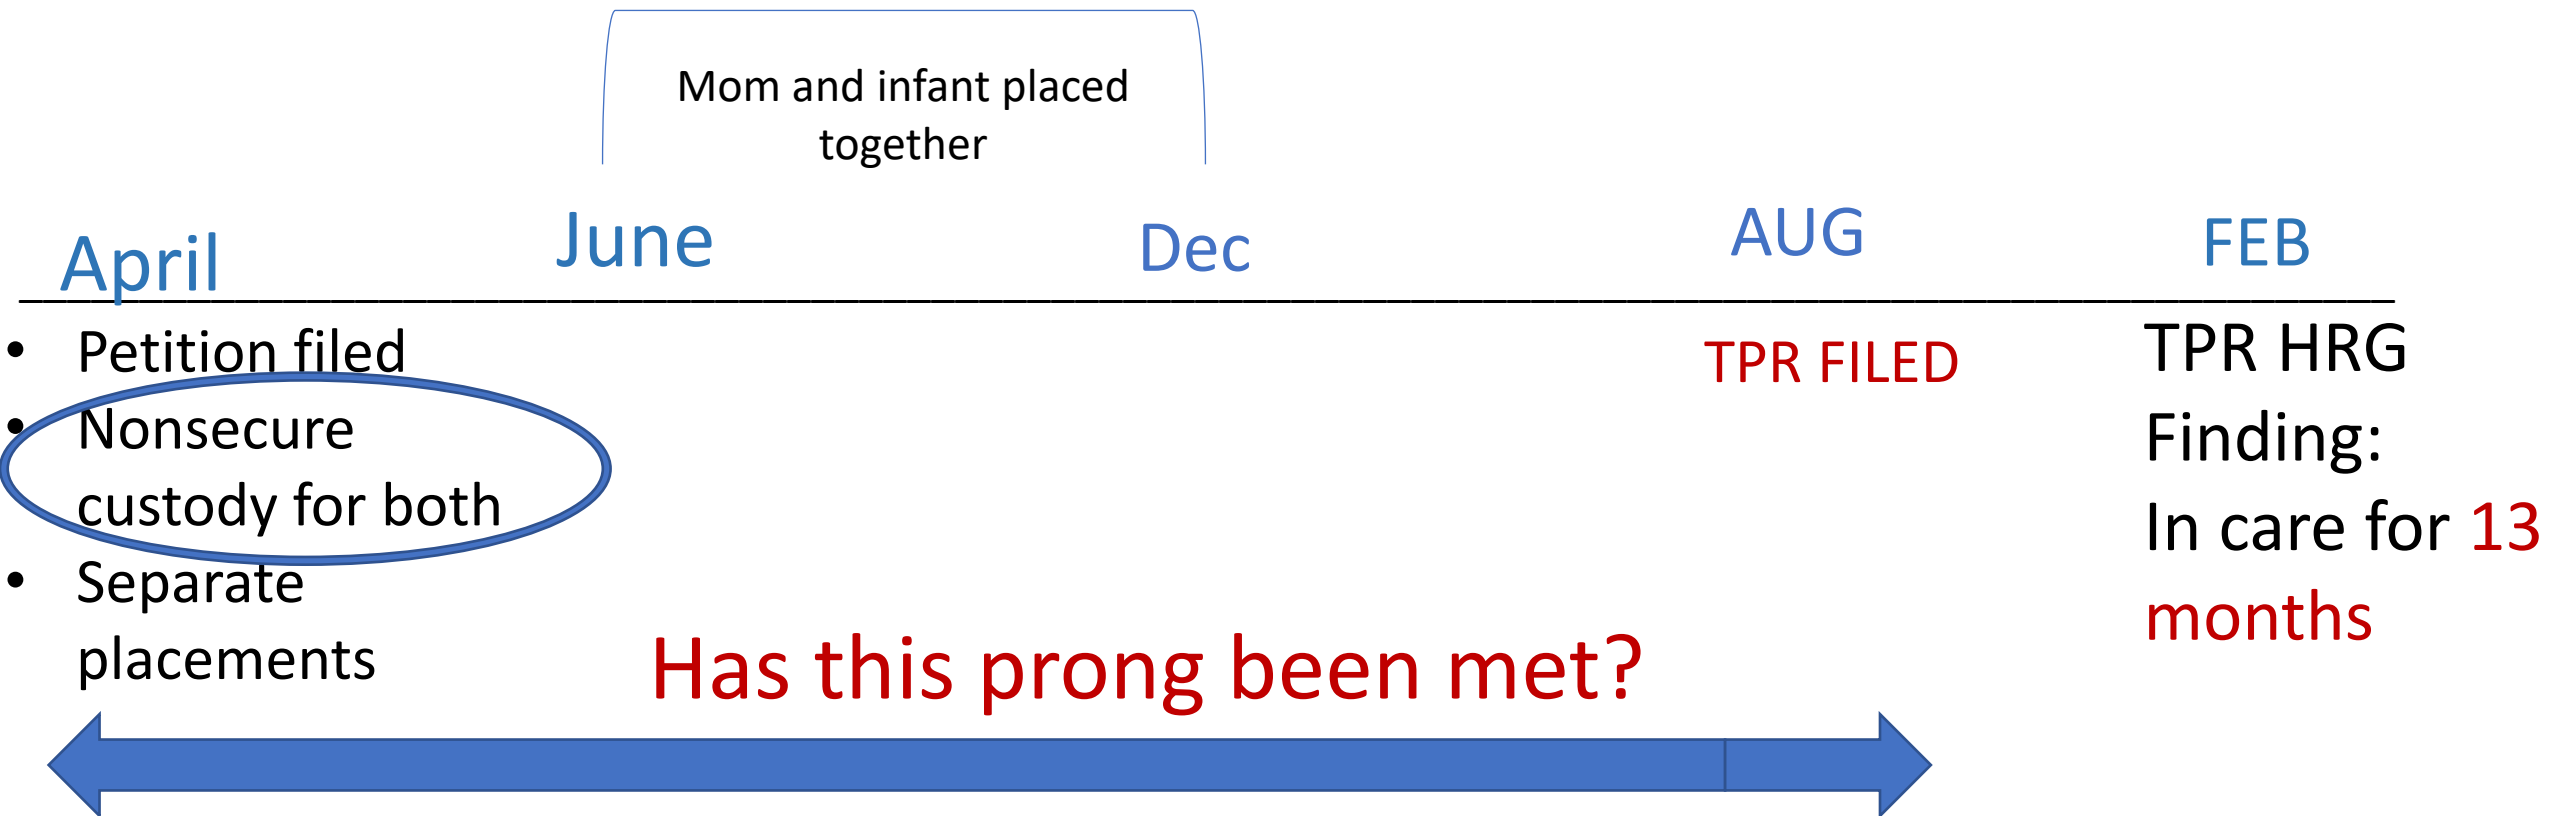 Mom and infant placed
together
April
June
Dec
AUG
FEB
• Petition filed
• Nonsecure
custody for both
• Separate
placements
TPR FILED
TPR HRG
Finding:
In care for 13
months
Has this prong been met?